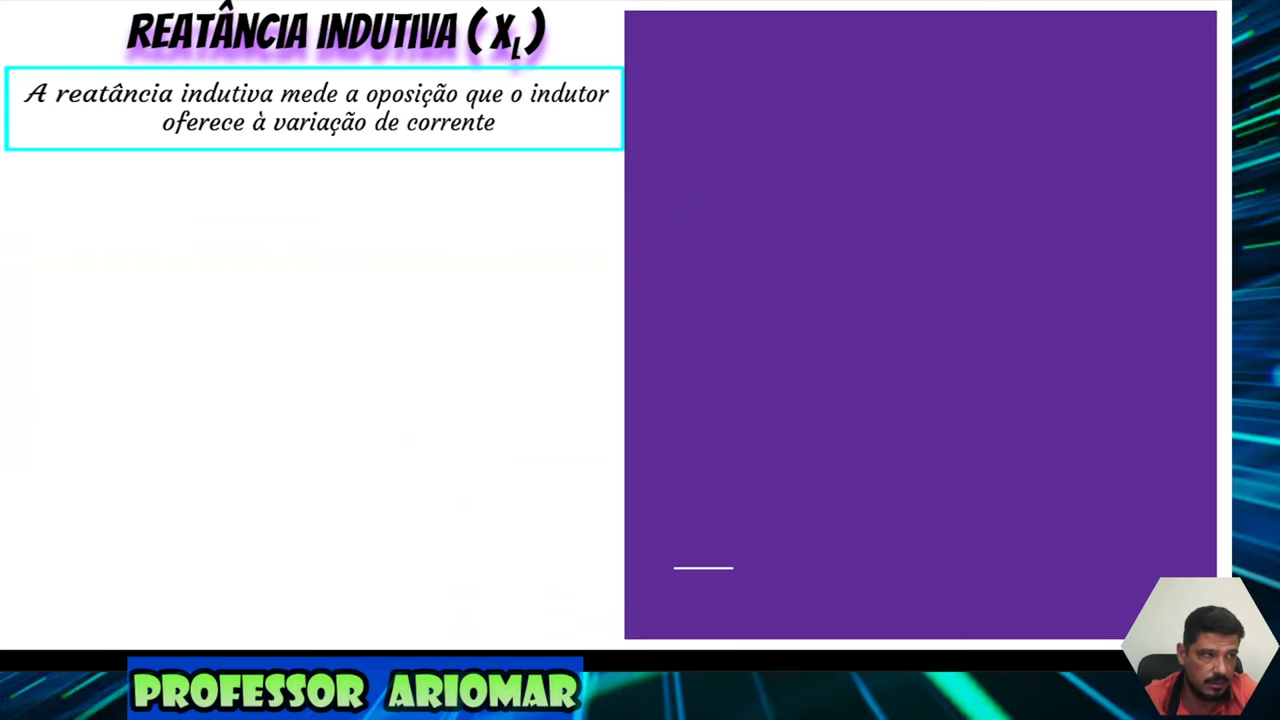 REATÂNCIA INDUTIVA ( XL )
A reatância indutiva mede a oposição que o indutor
oferece à variação de corrente
PROFESSOR ARIOMAR